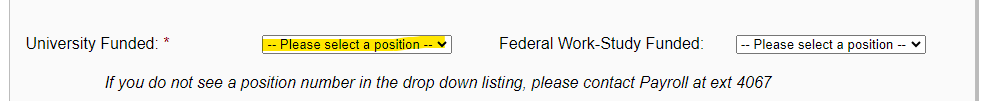 University Funded: * -- Please select a position -- Federal Work-Study Funded: -- Please select a position --
If you do not see a position number in the drop down listing, please contact Payroll at ext 4067